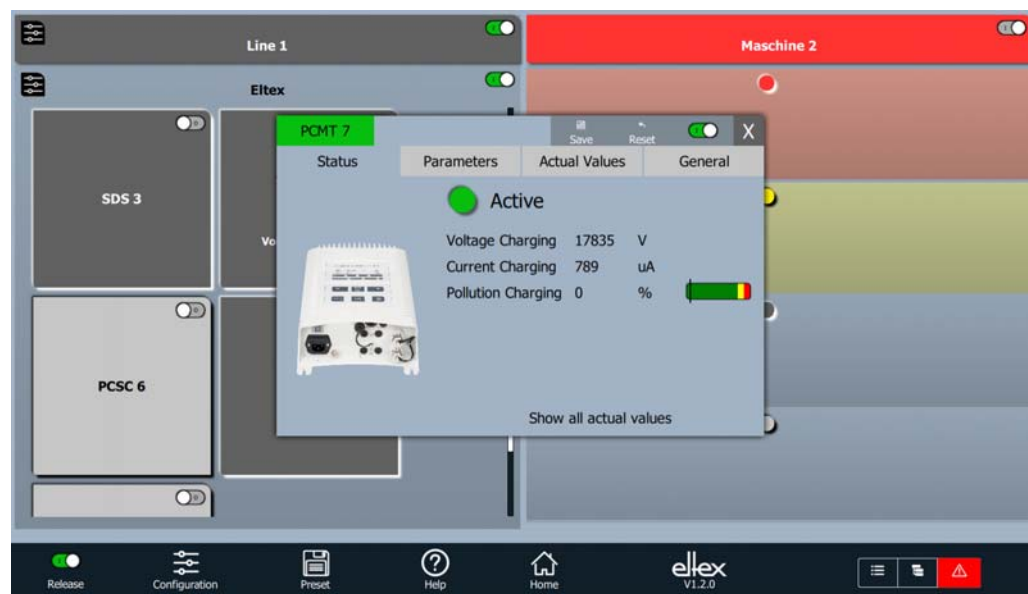 Line 1
Maschine 2
Eltex
PCMT 7
Save
Reset
X
Status
Parameters
Actual Values
General
SDS 3
Vo
Active
Voltage Charging 17835 V
Current Charging 789 uA
Pollution Charging 0 %
PCSC 6
Show all actual values
Release
Configuration
Preset
Help
Home
eltex
V1.2.0